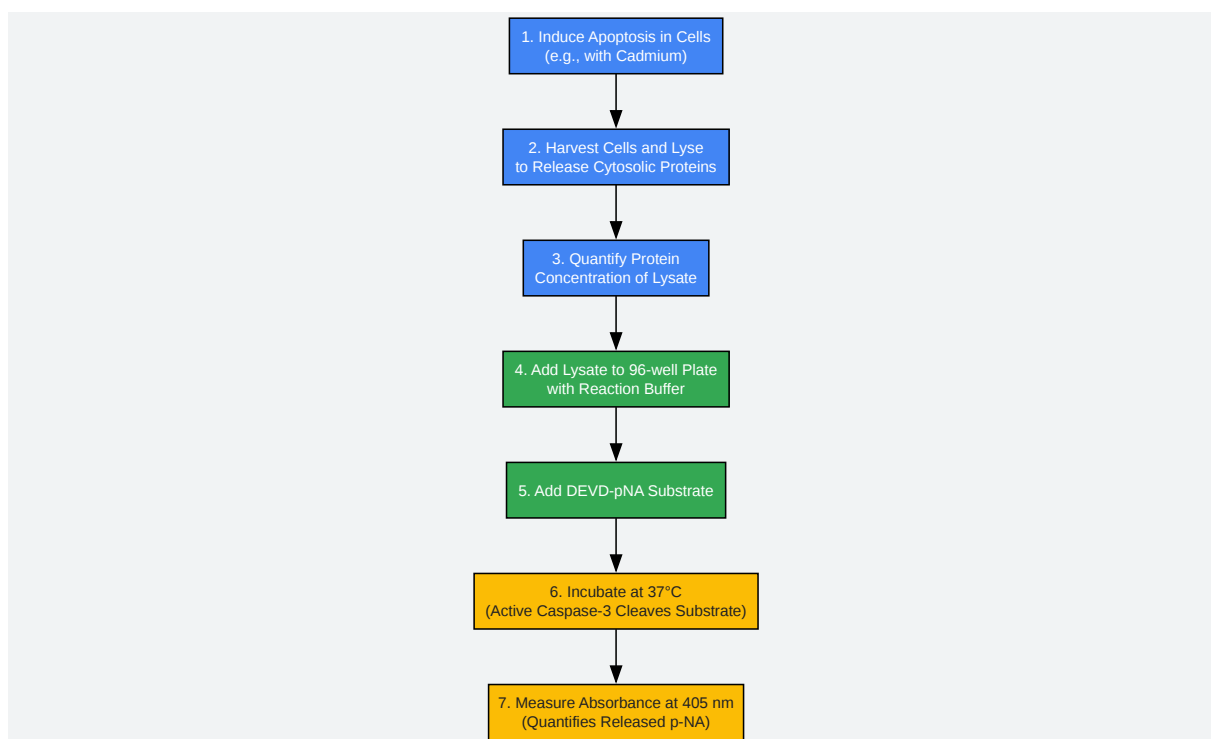 1. Induce Apoptosis in Cells
(e.g., with Cadmium)
2. Harvest Cells and Lyse
to Release Cytosolic Proteins
3. Quantify Protein
Concentration of Lysate
4. Add Lysate to 96-well Plate
with Reaction Buffer
5. Add DEVD-pNA Substrate
6. Incubate at 37°C
(Active Caspase-3 Cleaves Substrate)
7. Measure Absorbance at 405 nm
(Quantifies Released p-NA)